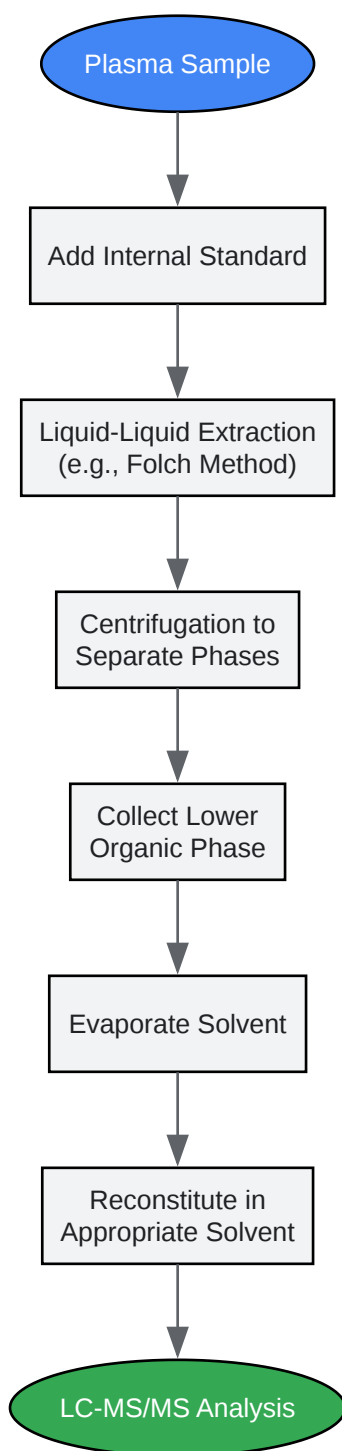 Plasma Sample
Add Internal Standard
Liquid-Liquid Extraction
(e.g., Folch Method)
Centrifugation to
Separate Phases
Collect Lower
Organic Phase
Evaporate Solvent
Reconstitute in
Appropriate Solvent
LC-MS/MS Analysis